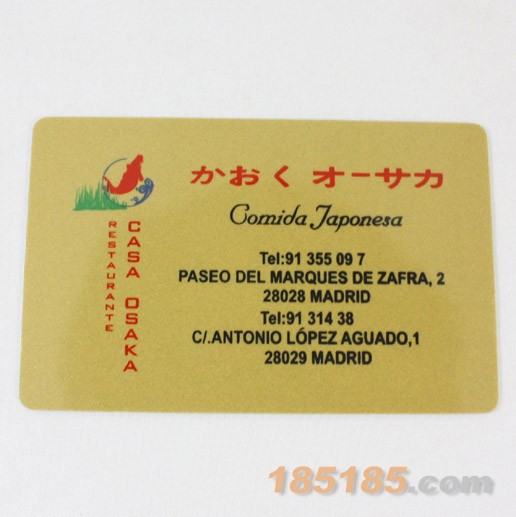 かおく オーサカ
Comida Japonesa
RESTAURANTE
CASA OSAKA
Tel:91 355 09 7
PASEO DEL MARQUES DE ZAFRA, 2
28028 MADRID
Tel:91 314 38
C/.ANTONIO LÓPEZ AGUADO,1
28029 MADRID
185185.com